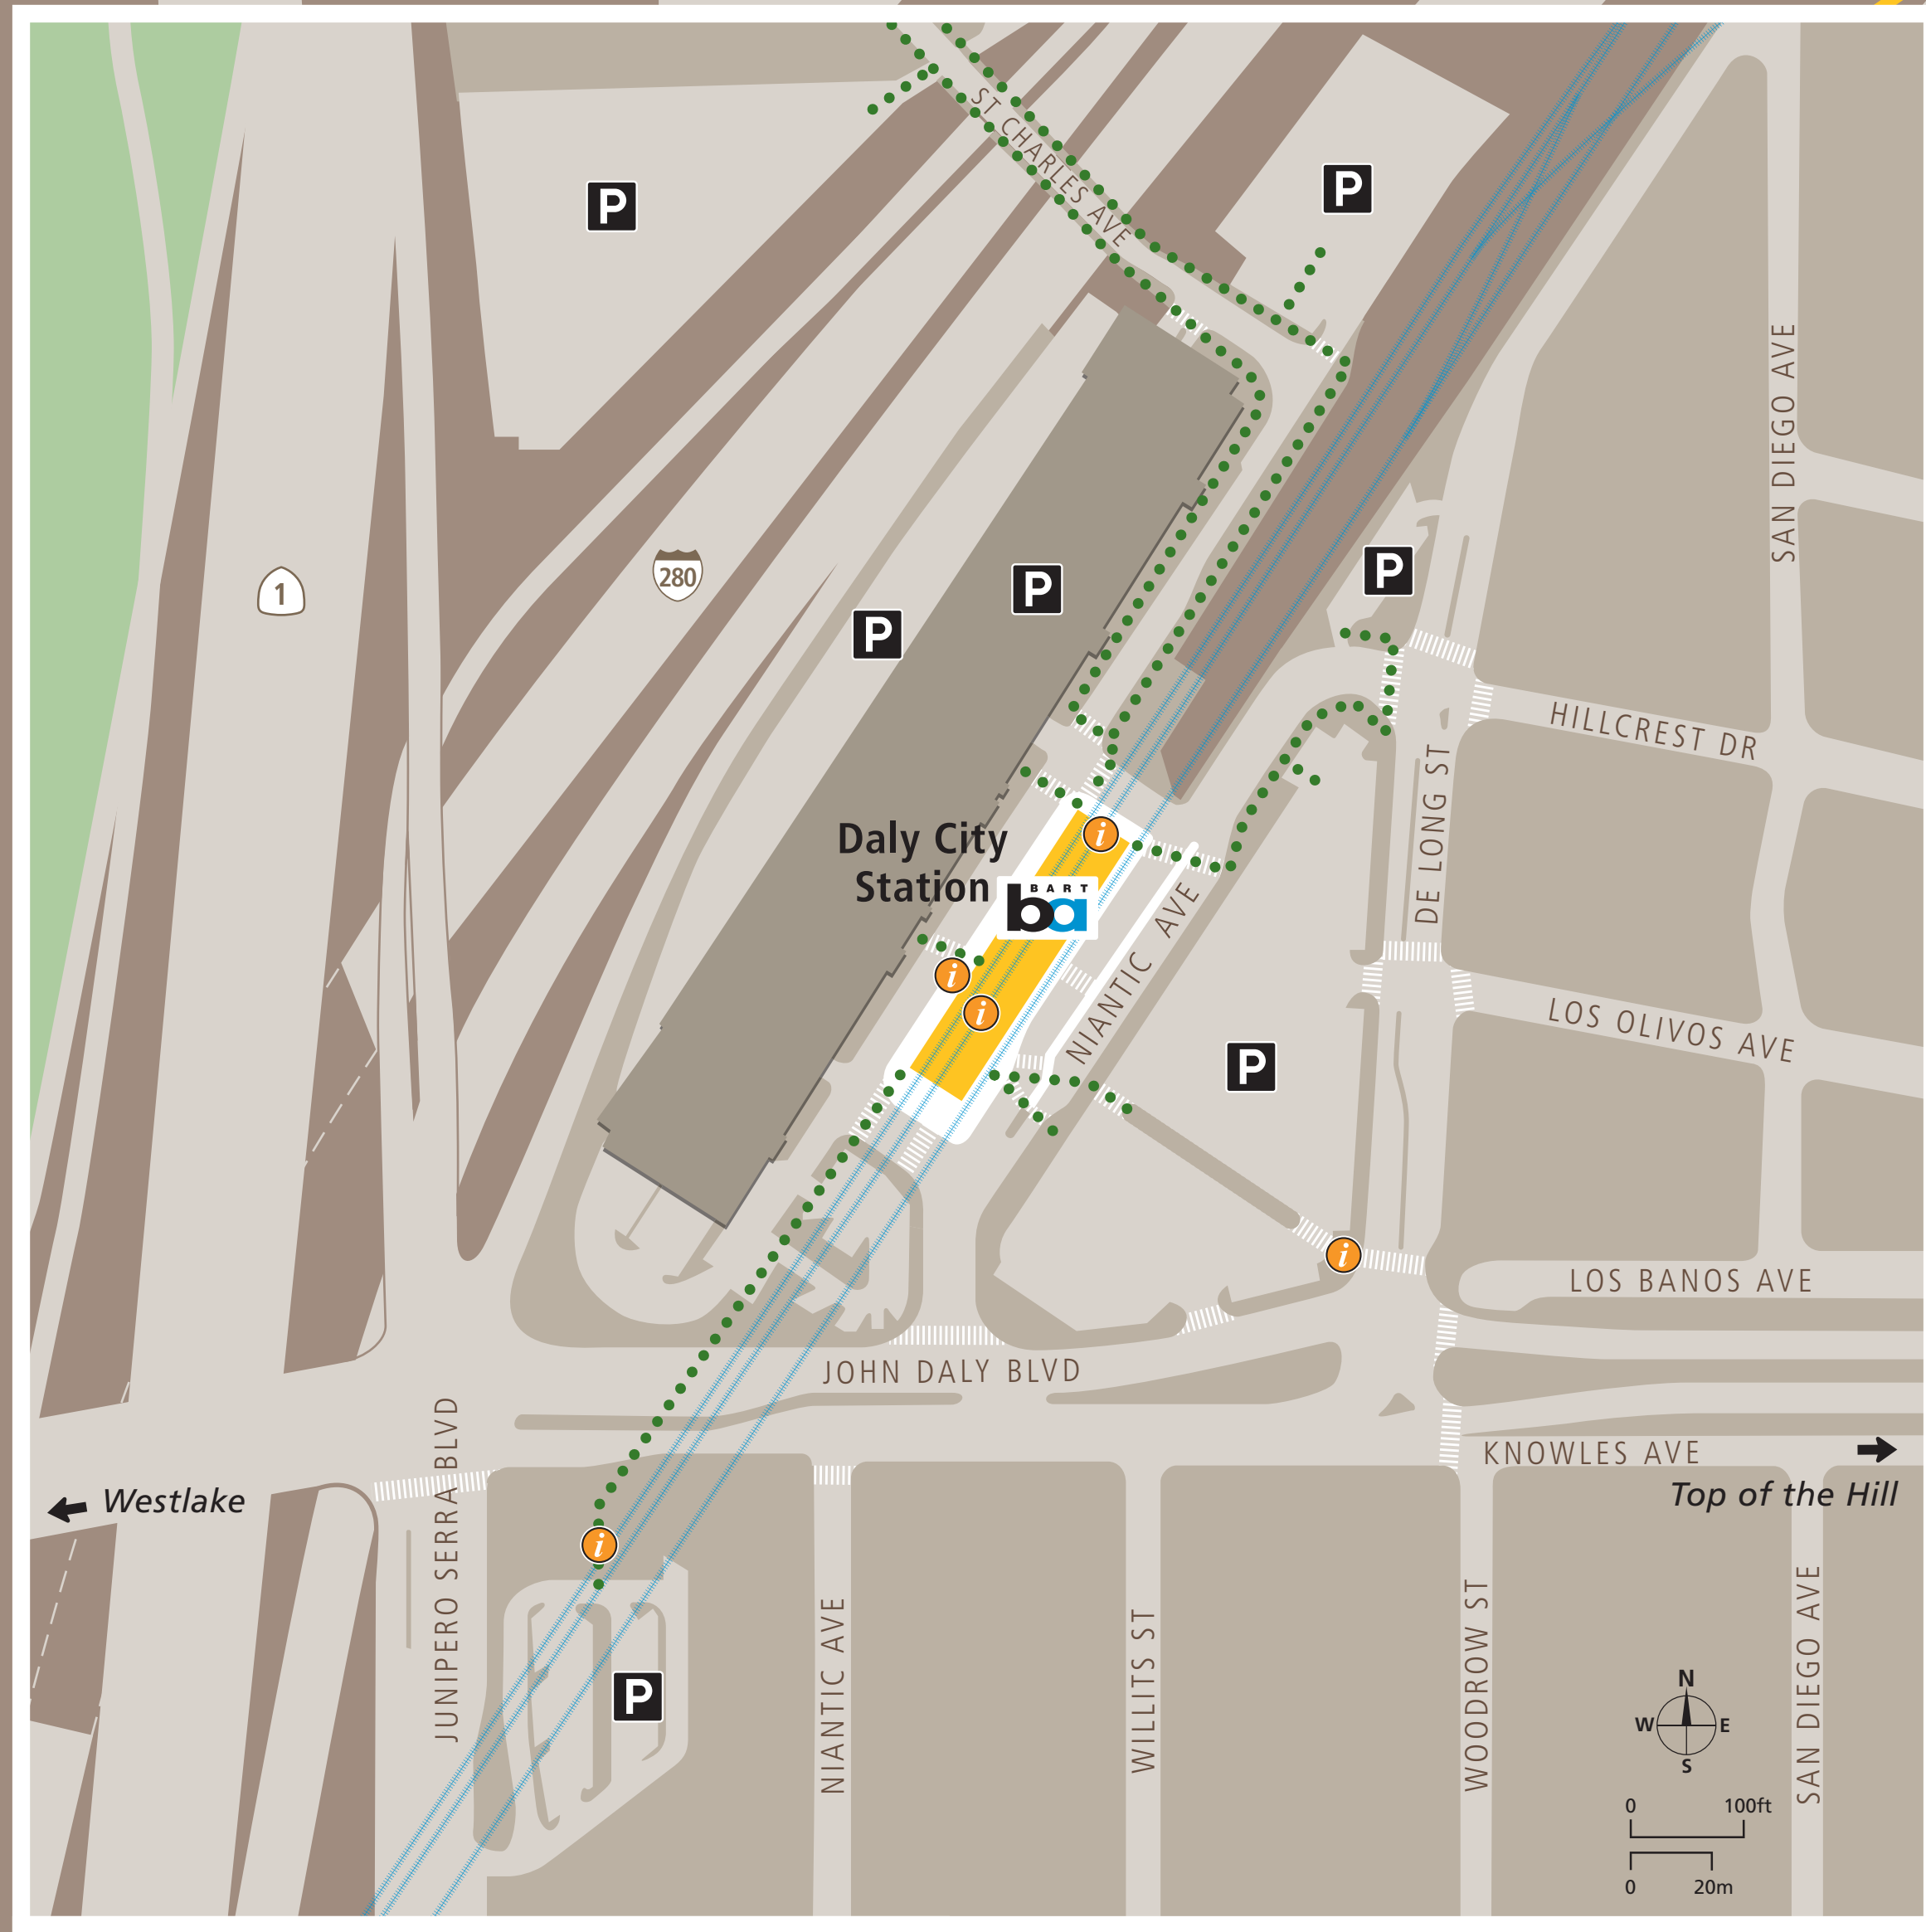 ST CHARLES AVE
P
P
SAN DIEGO AVE
1
280
P
P
P
HILLCREST DR
DE LONG ST
Daly City
Station
i
BART
ba
NIANTIC AVE
i
i
LOS OLIVOS AVE
P
i
LOS BANOS AVE
JOHN DALY BLVD
KNOWLES AVE
Westlake
Top of the Hill
JUNIPERO SERRA BLVD
i
P
NIANTIC AVE
WILLITS ST
WOODROW ST
SAN DIEGO AVE
N
W E
S
0 100ft
0 20m